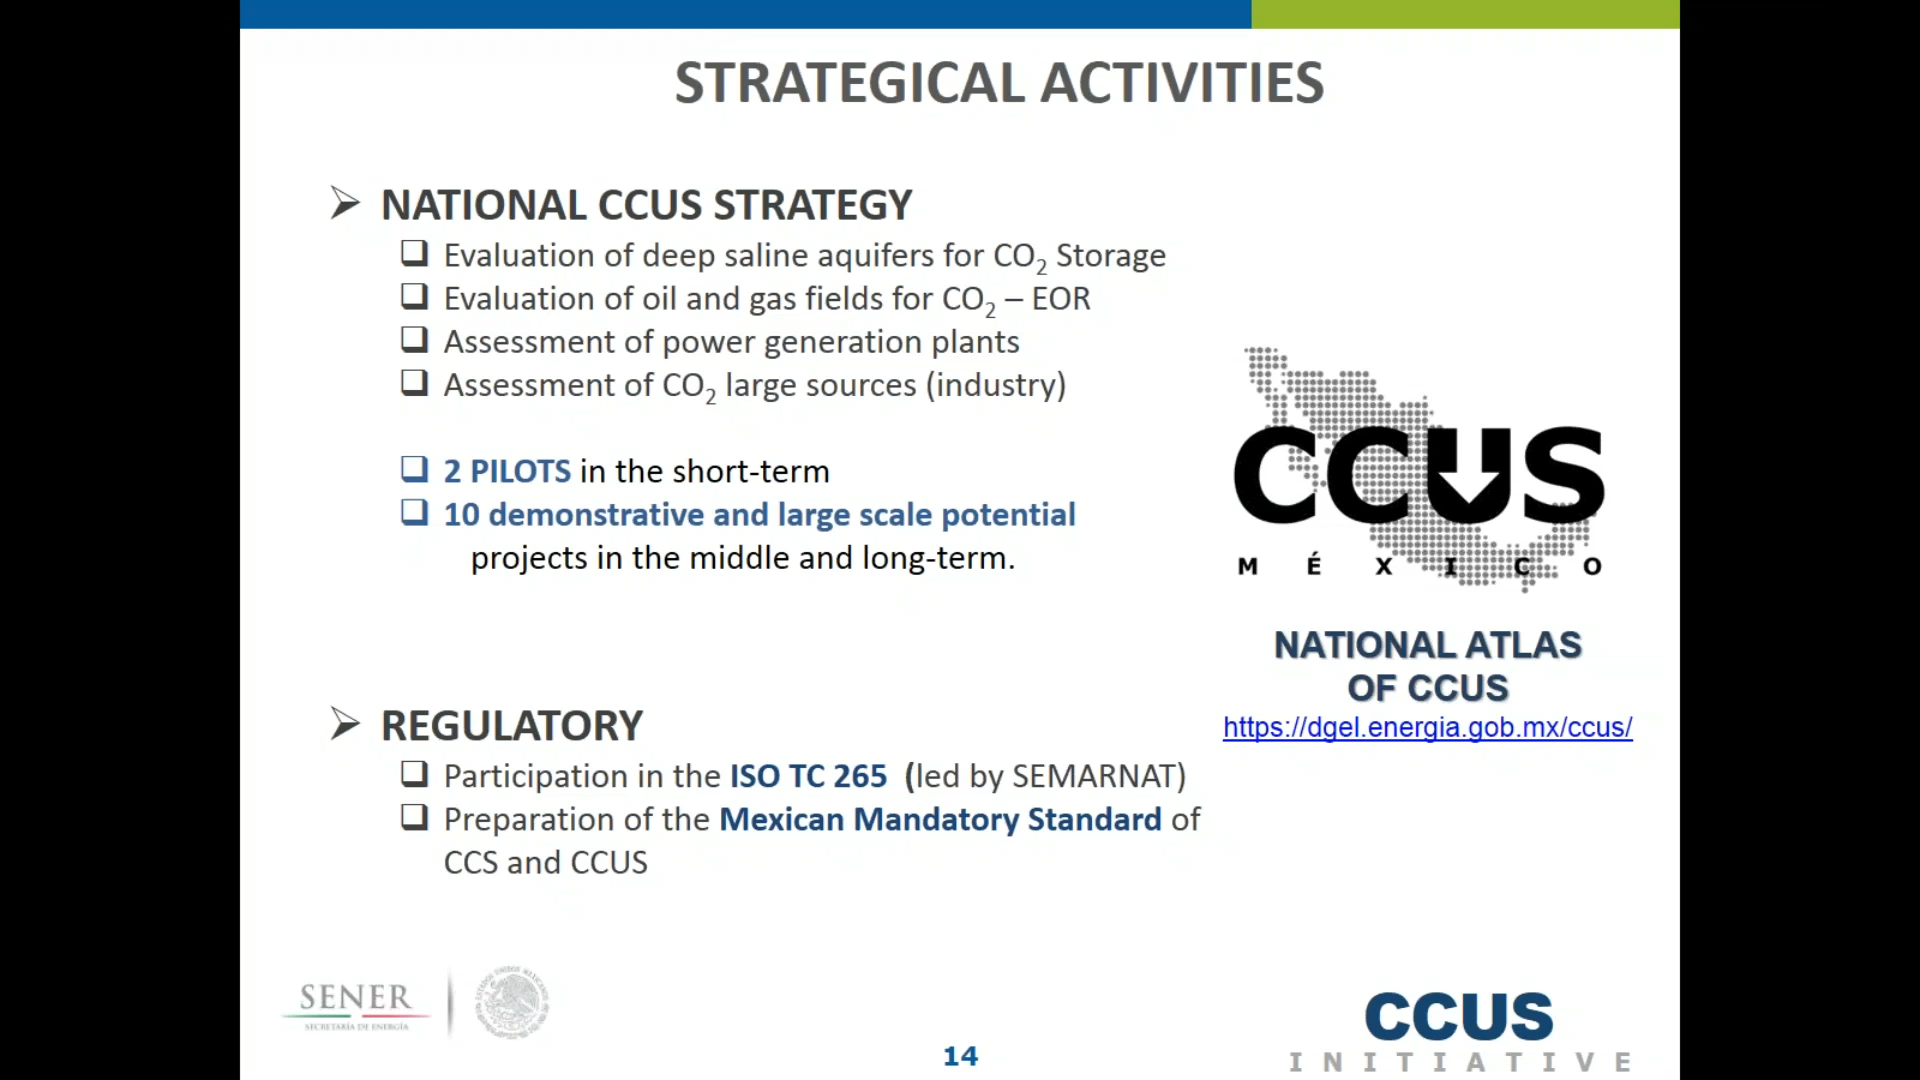 STRATEGICAL ACTIVITIES
NATIONAL CCUS STRATEGY
Evaluation of deep saline aquifers for CO₂ Storage
Evaluation of oil and gas fields for CO₂ – EOR
Assessment of power generation plants
Assessment of CO₂ large sources (industry)
2 PILOTS in the short-term
10 demonstrative and large scale potential
projects in the middle and long-term.
CCUS
MÉXICO
NATIONAL ATLAS
OF CCUS
https://dgel.energia.gob.mx/ccus/
REGULATORY
Participation in the ISO TC 265 (led by SEMARNAT)
Preparation of the Mexican Mandatory Standard of
CCS and CCUS
SENER
SECRETARÍA DE ENERGÍA
ESTADOS UNIDOS MEXICANOS
14
CCUS
INITIATIVE